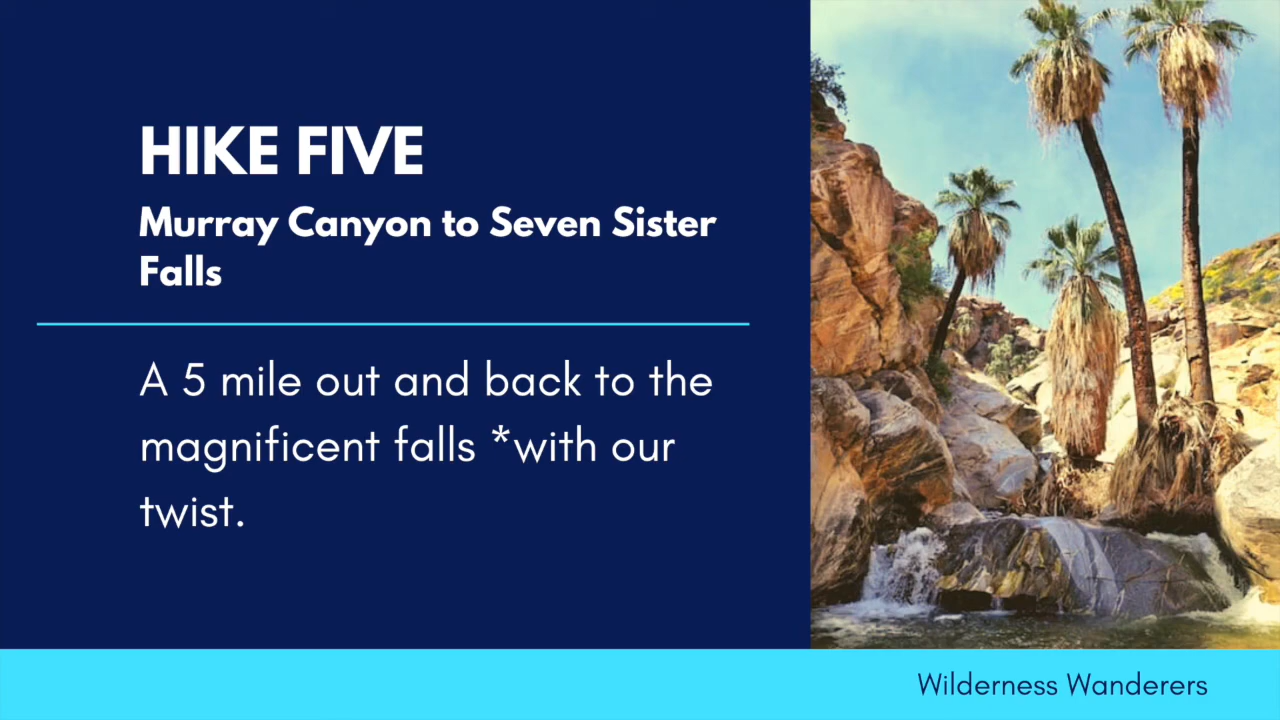 HIKE FIVE
Murray Canyon to Seven Sister
Falls
A 5 mile out and back to the
magnificent falls *with our
twist.
Wilderness Wanderers